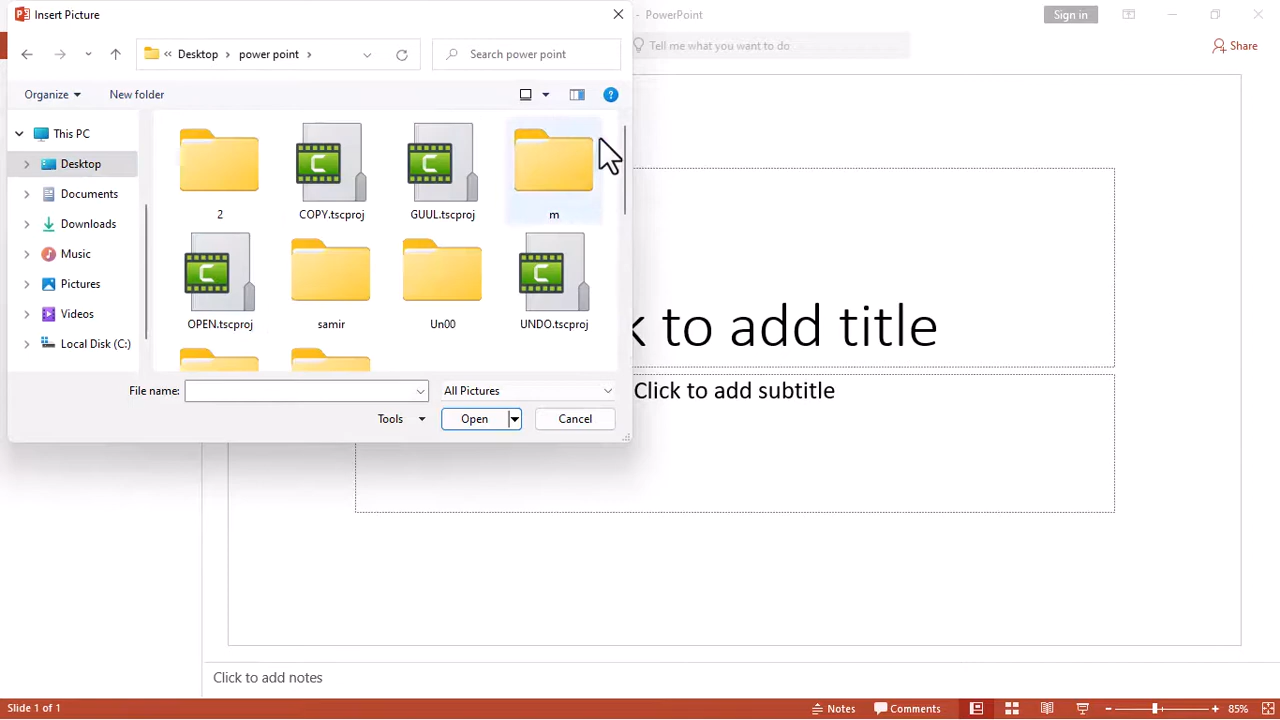 Insert Picture
- PowerPoint
Sign in
« Desktop › power point ›
Search power point
Tell me what you want to do
Share
Organize
New folder
This PC
Desktop
Documents
Downloads
Music
Pictures
Videos
Local Disk (C:)
2
COPY.tscproj
GUUL.tscproj
m
OPEN.tscproj
samir
Un00
UNDO.tscproj
File name:
All Pictures
Tools
Open
Cancel
k to add title
Click to add subtitle
Click to add notes
Slide 1 of 1
Notes
Comments
85%